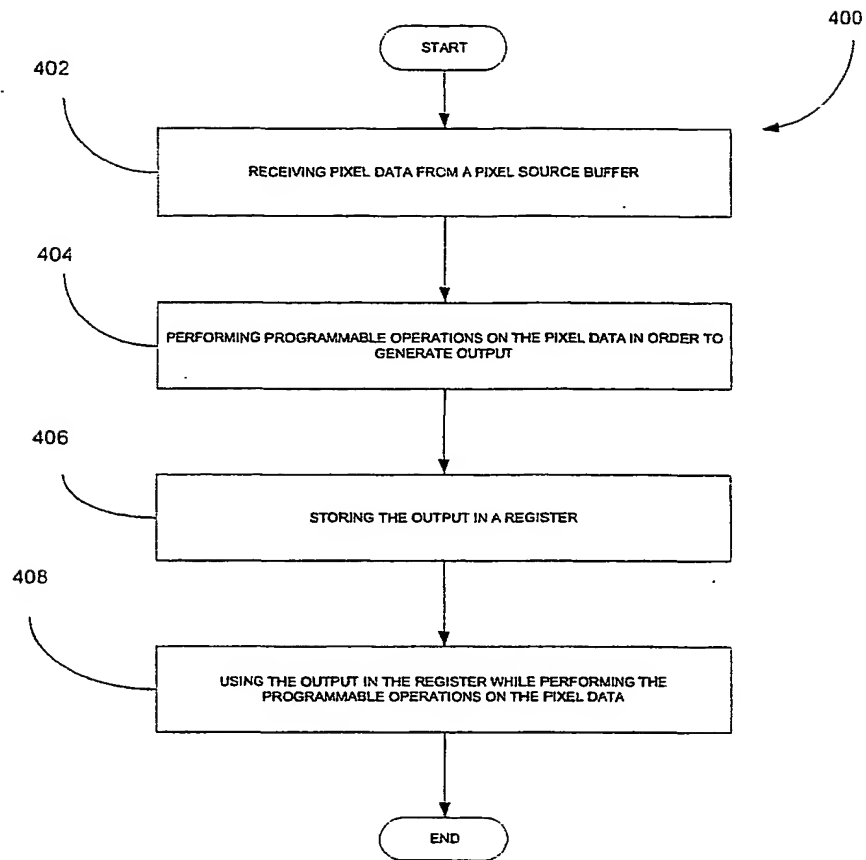 START
400
402
RECEIVING PIXEL DATA FROM A PIXEL SOURCE BUFFER
404
PERFORMING PROGRAMMABLE OPERATIONS ON THE PIXEL DATA IN ORDER TO
GENERATE OUTPUT
406
STORING THE OUTPUT IN A REGISTER
408
USING THE OUTPUT IN THE REGISTER WHILE PERFORMING THE
PROGRAMMABLE OPERATIONS ON THE PIXEL DATA
END